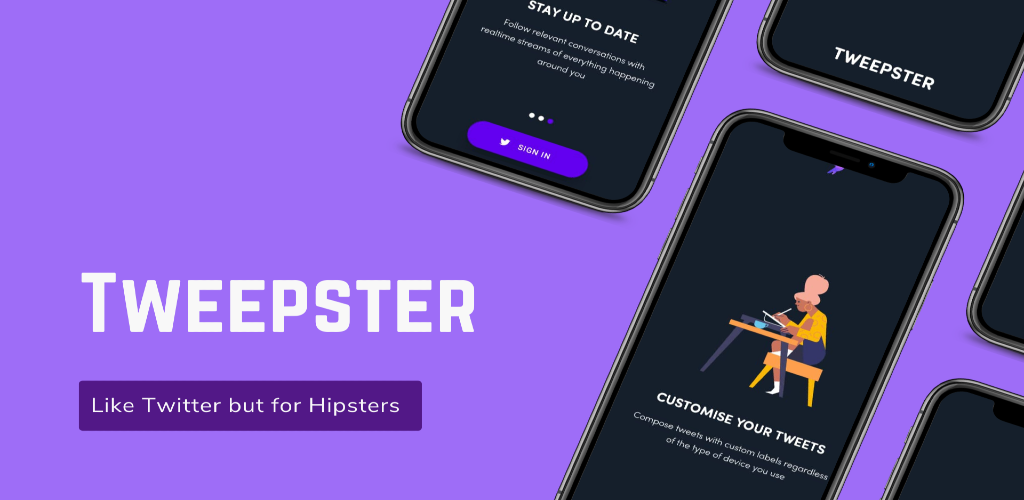 STAY UP TO DATE
Follow relevant conversations with
realtime streams of everything happening
around you
SIGN IN
TWEEPSTER
TWEEPSTER
Like Twitter but for Hipsters
CUSTOMISE YOUR TWEETS
Compose tweets with custom labels regardless
of the type of device you use